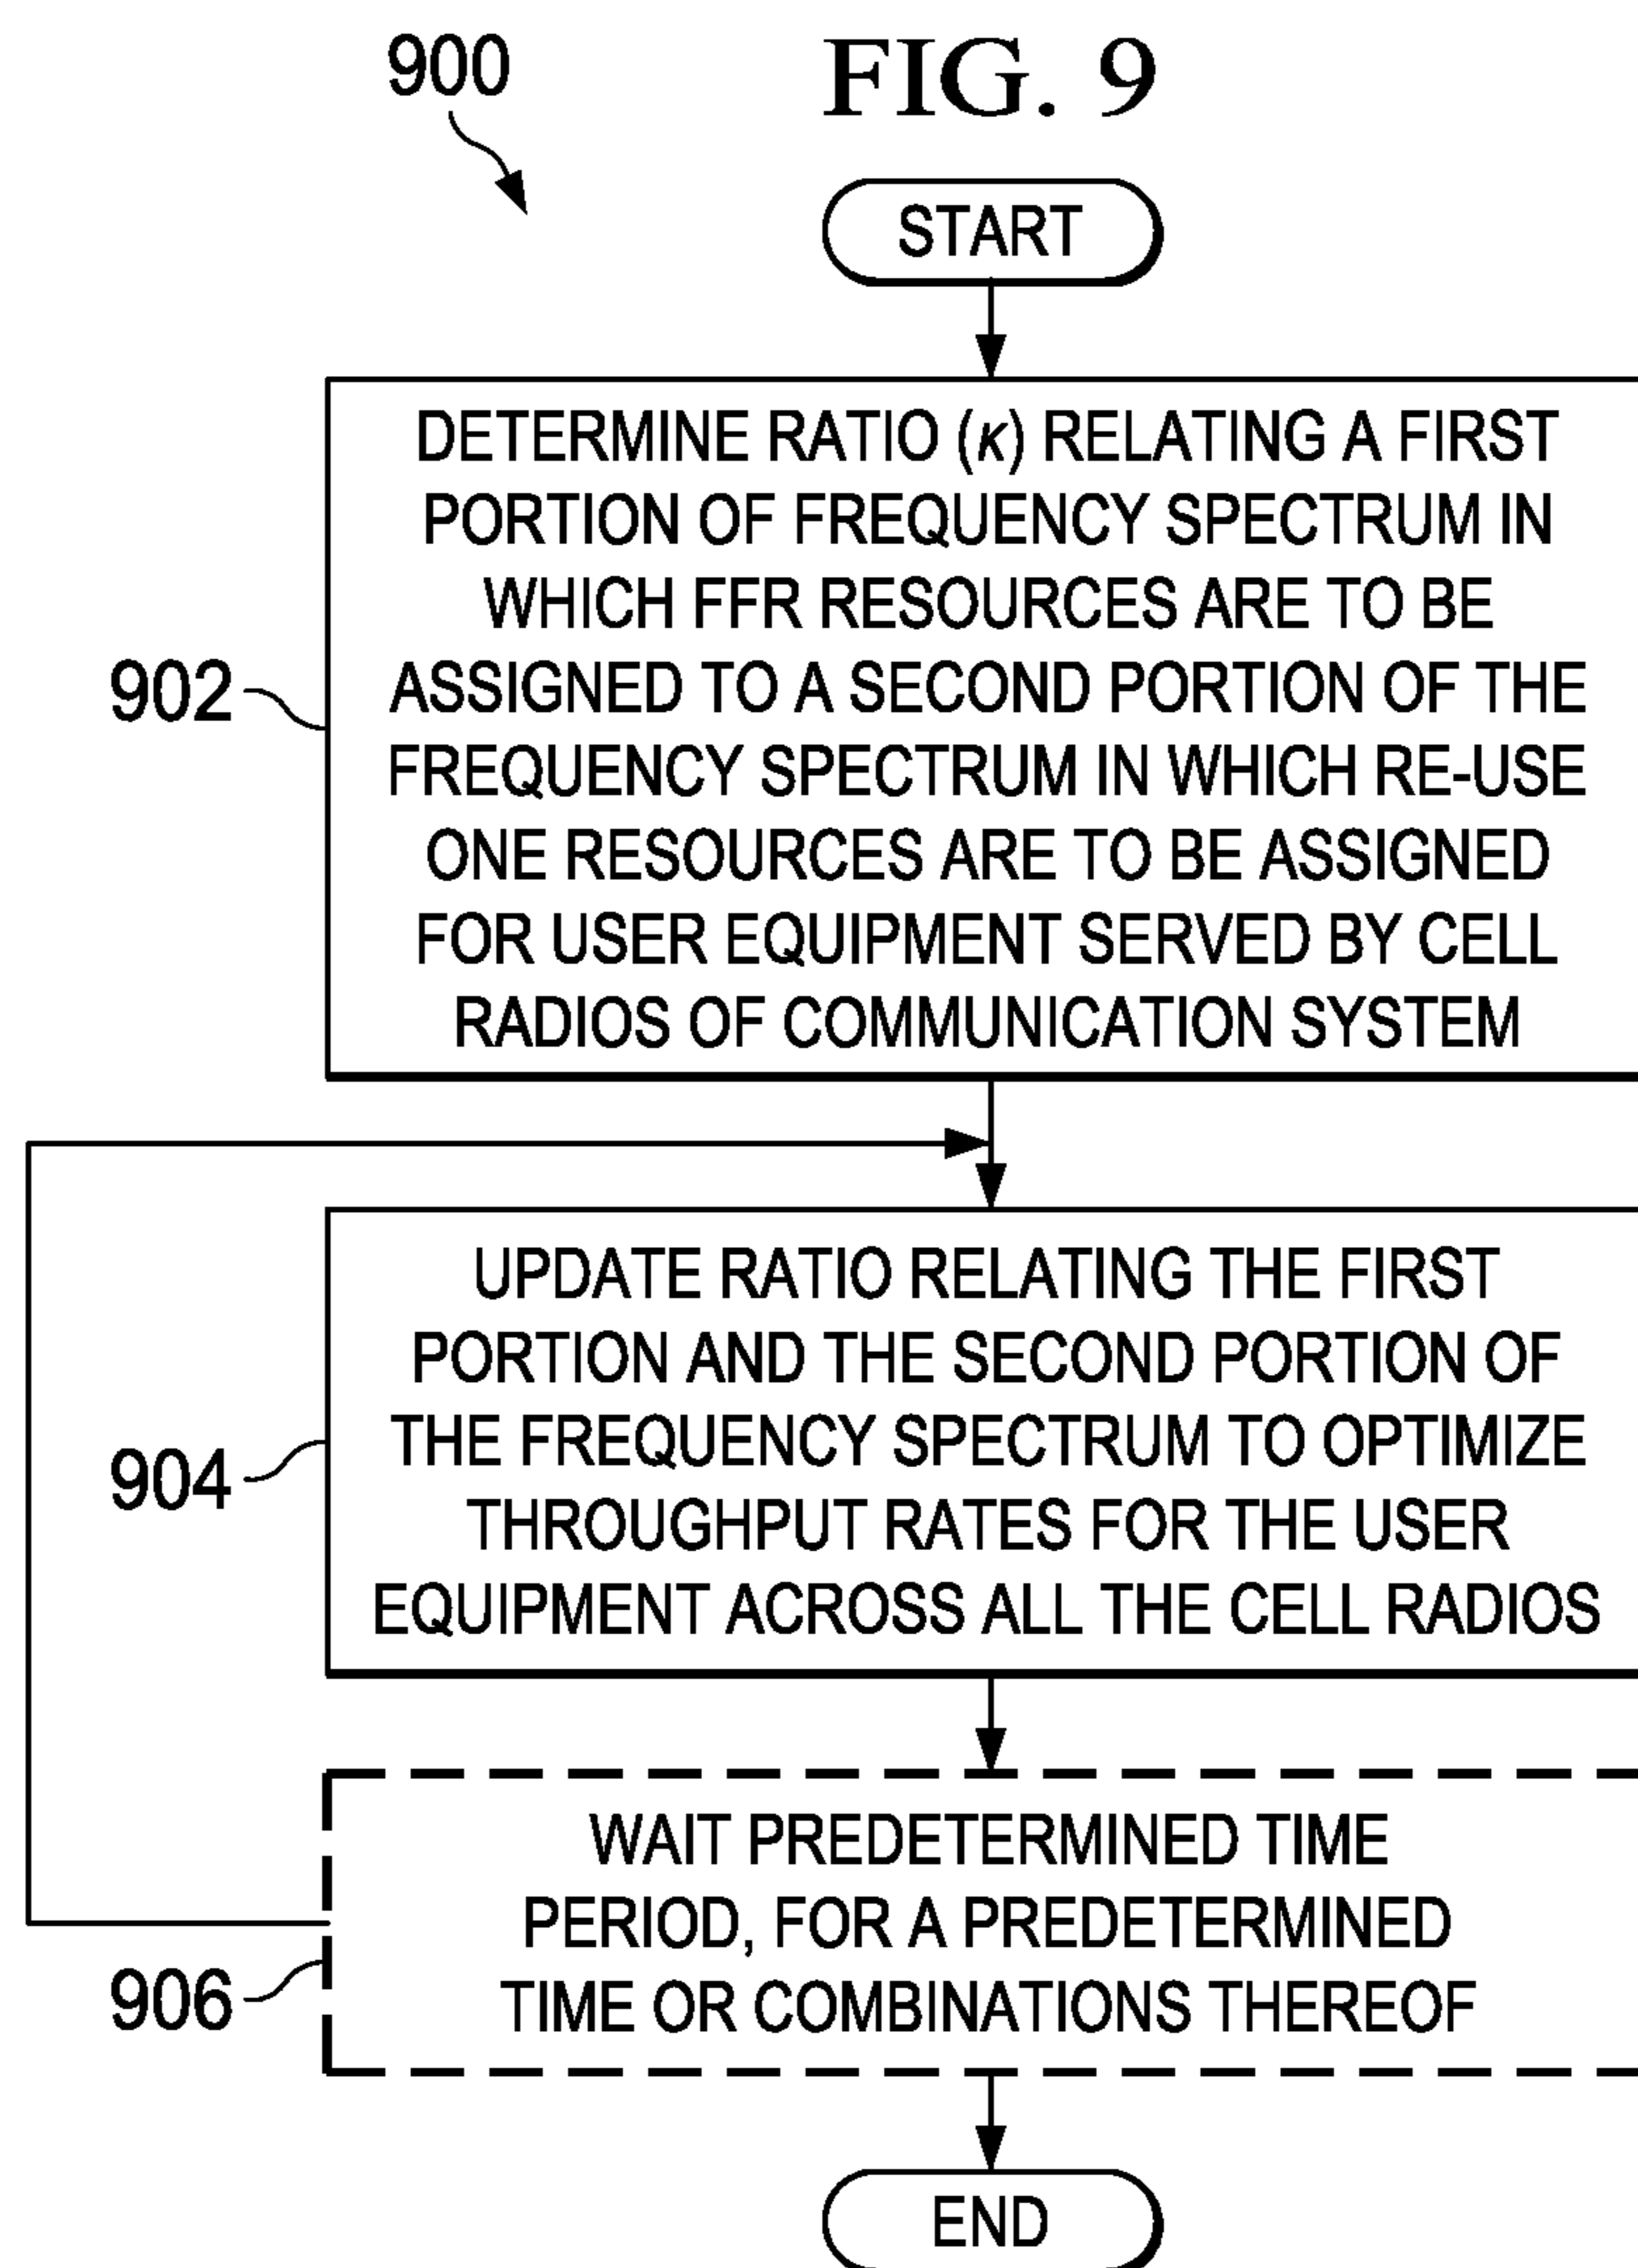 900
FIG. 9
START
DETERMINE RATIO (κ) RELATING A FIRST
PORTION OF FREQUENCY SPECTRUM IN
WHICH FFR RESOURCES ARE TO BE
ASSIGNED TO A SECOND PORTION OF THE
FREQUENCY SPECTRUM IN WHICH RE-USE
ONE RESOURCES ARE TO BE ASSIGNED
FOR USER EQUIPMENT SERVED BY CELL
RADIOS OF COMMUNICATION SYSTEM
902
UPDATE RATIO RELATING THE FIRST
PORTION AND THE SECOND PORTION OF
THE FREQUENCY SPECTRUM TO OPTIMIZE
THROUGHPUT RATES FOR THE USER
EQUIPMENT ACROSS ALL THE CELL RADIOS
904
WAIT PREDETERMINED TIME
PERIOD, FOR A PREDETERMINED
TIME OR COMBINATIONS THEREOF
906
END